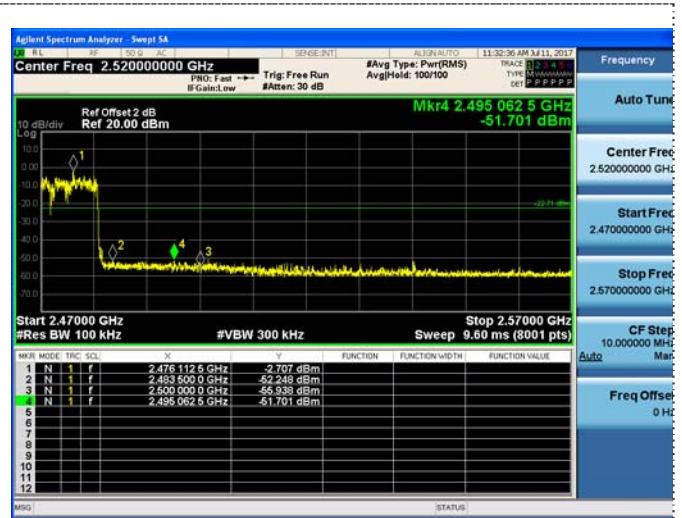 Agilent Spectrum Analyzer - Swept SA
RL RF 50 Ω AC SENSE:INT ALIGN AUTO 11:32:36 AM Jul 11, 2017
Center Freq 2.520000000 GHz
PNO: Fast
IFGain:Low
Trig: Free Run
#Atten: 30 dB
#Avg Type: Pwr(RMS)
Avg|Hold: 100/100
TRACE 1 2 3 4 5 6
TYPE M
DET P P P P P P
Frequency
Auto Tune
Ref Offset 2 dB
10 dB/div Ref 20.00 dBm
Log
Mkr4 2.495 062 5 GHz
-51.701 dBm
10.0
0.00
-10.0
-20.0
-30.0
-40.0
-50.0
-60.0
-70.0
1
2
4
3
-22.71 dBm
Center Freq
2.520000000 GHz
Start Freq
2.470000000 GHz
Stop Freq
2.570000000 GHz
Start 2.47000 GHz Stop 2.57000 GHz
#Res BW 100 kHz #VBW 300 kHz Sweep 9.60 ms (8001 pts)
CF Step
10.000000 MHz
Auto Man
MKR MODE TRC SCL X Y FUNCTION FUNCTION WIDTH FUNCTION VALUE
1 N 1 f 2.476 112 5 GHz -2.707 dBm
2 N 1 f 2.483 500 0 GHz -52.248 dBm
3 N 1 f 2.500 000 0 GHz -55.938 dBm
4 N 1 f 2.495 062 5 GHz -51.701 dBm
5
6
7
8
9
10
11
12
Freq Offset
0 Hz
MSG STATUS